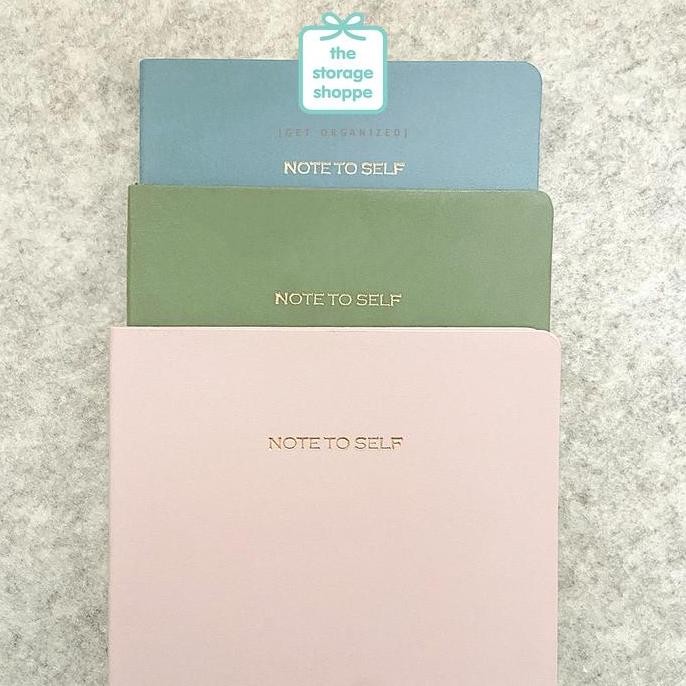 the
storage
shoppe
[GET ORGANIZED]
NOTE TO SELF
NOTE TO SELF
NOTE TO SELF